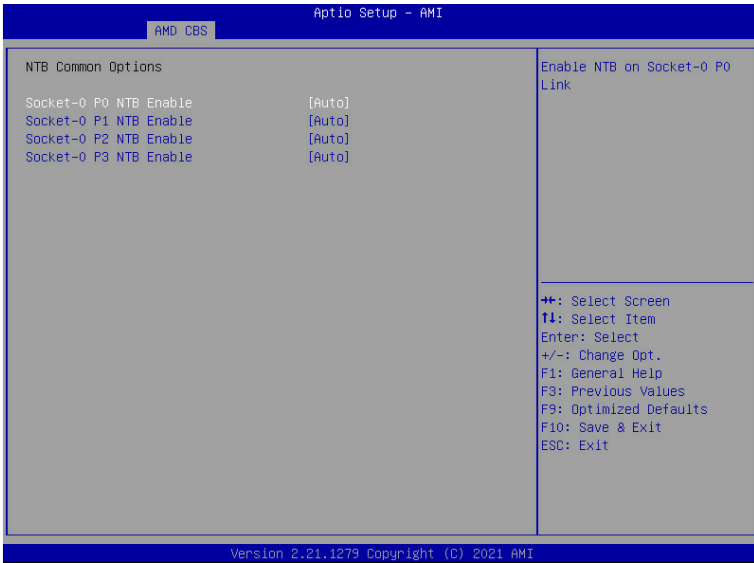 Aptio Setup - AMI
AMD CBS
NTB Common Options
Socket-0 P0 NTB Enable [Auto]
Socket-0 P1 NTB Enable [Auto]
Socket-0 P2 NTB Enable [Auto]
Socket-0 P3 NTB Enable [Auto]
Enable NTB on Socket-0 P0
Link
→←: Select Screen
↑↓: Select Item
Enter: Select
+/-: Change Opt.
F1: General Help
F3: Previous Values
F9: Optimized Defaults
F10: Save & Exit
ESC: Exit
Version 2.21.1279 Copyright (C) 2021 AMI